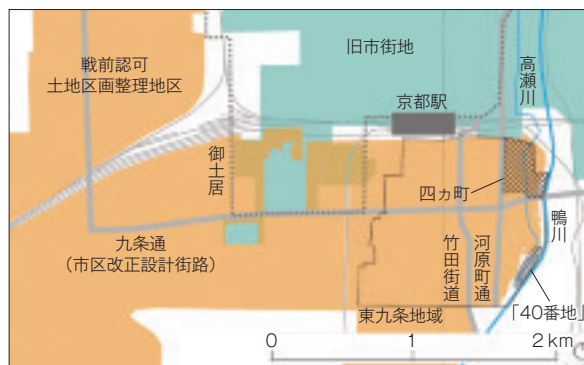 戦前認可
土地区画整理地区
旧市街地
高瀬川
京都駅
御土居
四ヵ町
鴨川
九条通
（市区改正設計街路）
竹田街道
河原町通
「40番地」
東九条地域
0 1 2 km